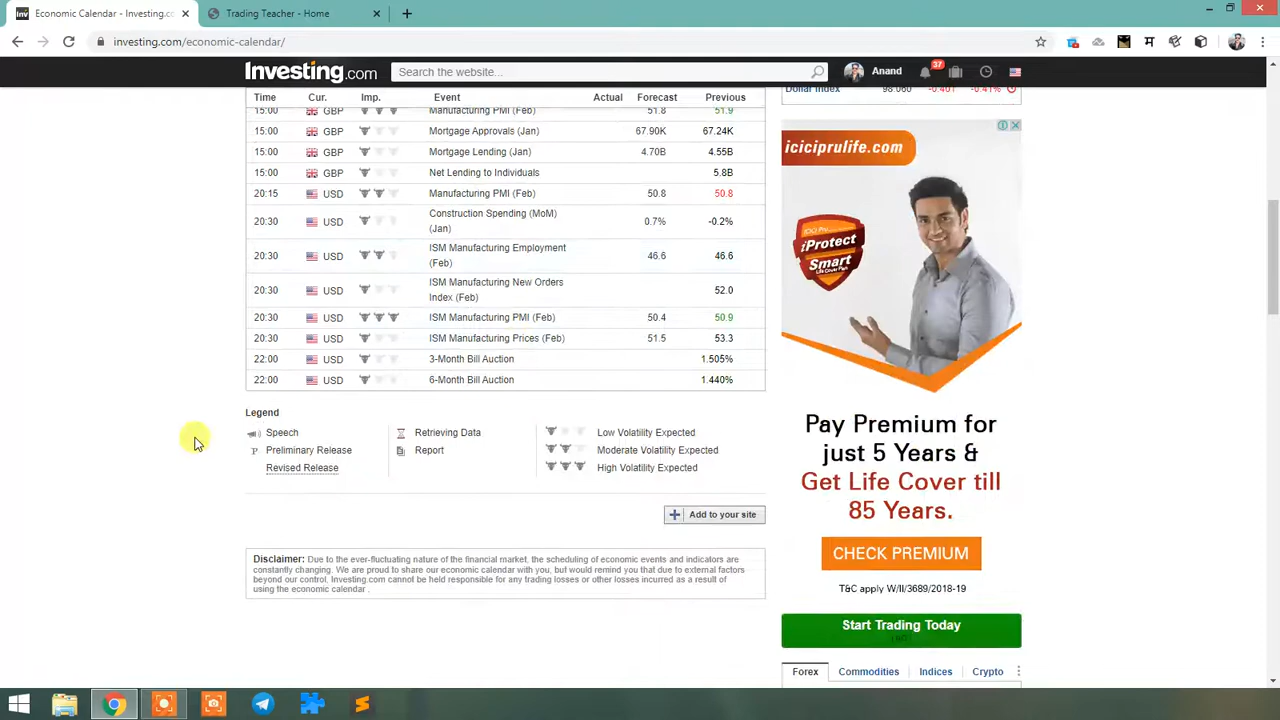 Economic Calendar - Investing.co
Trading Teacher - Home
investing.com/economic-calendar/
Investing.com
Search the website...
Anand
37
Time Cur. Imp. Event Actual Forecast Previous
Dollar Index 98.060 -0.401 -0.41%
15:00 GBP Manufacturing PMI (Feb) 51.8 51.9
15:00 GBP Mortgage Approvals (Jan) 67.90K 67.24K
15:00 GBP Mortgage Lending (Jan) 4.70B 4.55B
15:00 GBP Net Lending to Individuals 5.8B
20:15 USD Manufacturing PMI (Feb) 50.8 50.8
20:30 USD Construction Spending (MoM) (Jan) 0.7% -0.2%
20:30 USD ISM Manufacturing Employment (Feb) 46.6 46.6
20:30 USD ISM Manufacturing New Orders Index (Feb) 52.0
20:30 USD ISM Manufacturing PMI (Feb) 50.4 50.9
20:30 USD ISM Manufacturing Prices (Feb) 51.5 53.3
22:00 USD 3-Month Bill Auction 1.505%
22:00 USD 6-Month Bill Auction 1.440%
Legend
Speech
P Preliminary Release
Revised Release
Retrieving Data
Report
Low Volatility Expected
Moderate Volatility Expected
High Volatility Expected
Add to your site
Disclaimer: Due to the ever-fluctuating nature of the financial market, the scheduling of economic events and indicators are
constantly changing. We are proud to share our economic calendar with you, but would remind you that due to external factors
beyond our control, Investing.com cannot be held responsible for any trading losses or other losses incurred as a result of
using the economic calendar .
iciciprulife.com
iProtect
Smart
Pay Premium for
just 5 Years &
Get Life Cover till
85 Years.
CHECK PREMIUM
T&C apply W/II/3689/2018-19
Start Trading Today
Forex Commodities Indices Crypto